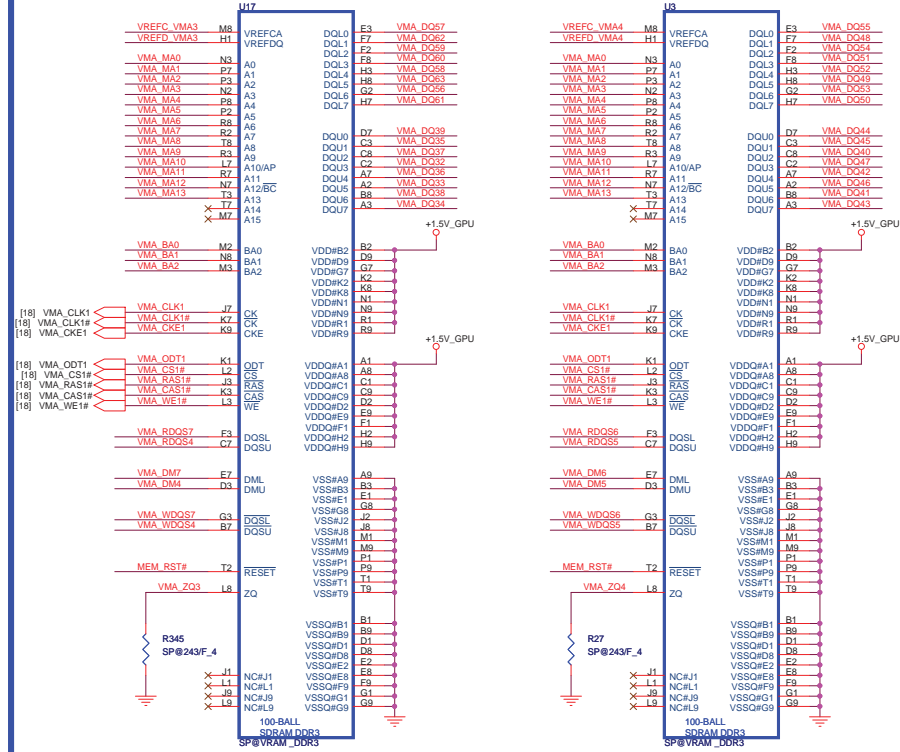 U17
VREFC_VMA3 M8 VREFCA DQL0 E3 VMA_DQ57
VREFD_VMA3 H1 VREFDQ DQL1 F7 VMA_DQ62
DQL2 F2 VMA_DQ59
VMA_MA0 N3 A0 DQL3 F8 VMA_DQ60
VMA_MA1 P7 A1 DQL4 H3 VMA_DQ58
VMA_MA2 P3 A2 DQL5 H8 VMA_DQ63
VMA_MA3 N2 A3 DQL6 G2 VMA_DQ56
VMA_MA4 P8 A4 DQL7 H7 VMA_DQ61
VMA_MA5 P2 A5
VMA_MA6 R8 A6
VMA_MA7 R2 A7 DQU0 D7 VMA_DQ39
VMA_MA8 T8 A8 DQU1 C3 VMA_DQ35
VMA_MA9 R3 A9 DQU2 C8 VMA_DQ37
VMA_MA10 L7 A10/AP DQU3 C2 VMA_DQ32
VMA_MA11 R7 A11 DQU4 A7 VMA_DQ36
VMA_MA12 N7 A12/BC DQU5 A2 VMA_DQ33
VMA_MA13 T3 A13 DQU6 B8 VMA_DQ38
T7 A14 DQU7 A3 VMA_DQ34
M7 A15
+1.5V_GPU
VMA_BA0 M2 BA0 VDD#B2 B2
VMA_BA1 N8 BA1 VDD#D9 D9
VMA_BA2 M3 BA2 VDD#G7 G7
VDD#K2 K2
VDD#K8 K8
VDD#N1 N1
[18] VMA_CLK1 VMA_CLK1 J7 CK VDD#N9 N9
[18] VMA_CLK1# VMA_CLK1# K7 CK VDD#R1 R1
[18] VMA_CKE1 VMA_CKE1 K9 CKE VDD#R9 R9
+1.5V_GPU
[18] VMA_ODT1 VMA_ODT1 K1 ODT VDDQ#A1 A1
[18] VMA_CS1# VMA_CS1# L2 CS VDDQ#A8 A8
[18] VMA_RAS1# VMA_RAS1# J3 RAS VDDQ#C1 C1
[18] VMA_CAS1# VMA_CAS1# K3 CAS VDDQ#C9 C9
[18] VMA_WE1# VMA_WE1# L3 WE VDDQ#D2 D2
VDDQ#E9 E9
VDDQ#F1 F1
VMA_RDQS7 F3 DQSL VDDQ#H2 H2
VMA_RDQS4 C7 DQSU VDDQ#H9 H9
VMA_DM7 E7 DML VSS#A9 A9
VMA_DM4 D3 DMU VSS#B3 B3
VSS#E1 E1
VSS#G8 G8
VMA_WDQS7 G3 DQSL VSS#J2 J2
VMA_WDQS4 B7 DQSU VSS#J8 J8
VSS#M1 M1
VSS#M9 M9
VSS#P1 P1
MEM_RST# T2 RESET VSS#P9 P9
VSS#T1 T1
VMA_ZQ3 L8 ZQ VSS#T9 T9
VSSQ#B1 B1
R345 VSSQ#B9 B9
SP@243/F_4 VSSQ#D1 D1
VSSQ#D8 D8
VSSQ#E2 E2
J1 NC#J1 VSSQ#E8 E8
L1 NC#L1 VSSQ#F9 F9
J9 NC#J9 VSSQ#G1 G1
L9 NC#L9 VSSQ#G9 G9
100-BALL
SDRAM DDR3
SP@VRAM _DDR3
U3
VREFC_VMA4 M8 VREFCA DQL0 E3 VMA_DQ55
VREFD_VMA4 H1 VREFDQ DQL1 F7 VMA_DQ48
DQL2 F2 VMA_DQ54
VMA_MA0 N3 A0 DQL3 F8 VMA_DQ51
VMA_MA1 P7 A1 DQL4 H3 VMA_DQ52
VMA_MA2 P3 A2 DQL5 H8 VMA_DQ49
VMA_MA3 N2 A3 DQL6 G2 VMA_DQ53
VMA_MA4 P8 A4 DQL7 H7 VMA_DQ50
VMA_MA5 P2 A5
VMA_MA6 R8 A6
VMA_MA7 R2 A7 DQU0 D7 VMA_DQ44
VMA_MA8 T8 A8 DQU1 C3 VMA_DQ45
VMA_MA9 R3 A9 DQU2 C8 VMA_DQ40
VMA_MA10 L7 A10/AP DQU3 C2 VMA_DQ47
VMA_MA11 R7 A11 DQU4 A7 VMA_DQ42
VMA_MA12 N7 A12/BC DQU5 A2 VMA_DQ46
VMA_MA13 T3 A13 DQU6 B8 VMA_DQ41
T7 A14 DQU7 A3 VMA_DQ43
M7 A15
+1.5V_GPU
VMA_BA0 M2 BA0 VDD#B2 B2
VMA_BA1 N8 BA1 VDD#D9 D9
VMA_BA2 M3 BA2 VDD#G7 G7
VDD#K2 K2
VDD#K8 K8
VDD#N1 N1
VMA_CLK1 J7 CK VDD#N9 N9
VMA_CLK1# K7 CK VDD#R1 R1
VMA_CKE1 K9 CKE VDD#R9 R9
+1.5V_GPU
VMA_ODT1 K1 ODT VDDQ#A1 A1
VMA_CS1# L2 CS VDDQ#A8 A8
VMA_RAS1# J3 RAS VDDQ#C1 C1
VMA_CAS1# K3 CAS VDDQ#C9 C9
VMA_WE1# L3 WE VDDQ#D2 D2
VDDQ#E9 E9
VDDQ#F1 F1
VMA_RDQS6 F3 DQSL VDDQ#H2 H2
VMA_RDQS5 C7 DQSU VDDQ#H9 H9
VMA_DM6 E7 DML VSS#A9 A9
VMA_DM5 D3 DMU VSS#B3 B3
VSS#E1 E1
VSS#G8 G8
VMA_WDQS6 G3 DQSL VSS#J2 J2
VMA_WDQS5 B7 DQSU VSS#J8 J8
VSS#M1 M1
VSS#M9 M9
VSS#P1 P1
MEM_RST# T2 RESET VSS#P9 P9
VSS#T1 T1
VMA_ZQ4 L8 ZQ VSS#T9 T9
VSSQ#B1 B1
R27 VSSQ#B9 B9
SP@243/F_4 VSSQ#D1 D1
VSSQ#D8 D8
VSSQ#E2 E2
J1 NC#J1 VSSQ#E8 E8
L1 NC#L1 VSSQ#F9 F9
J9 NC#J9 VSSQ#G1 G1
L9 NC#L9 VSSQ#G9 G9
100-BALL
SDRAM DDR3
SP@VRAM _DDR3